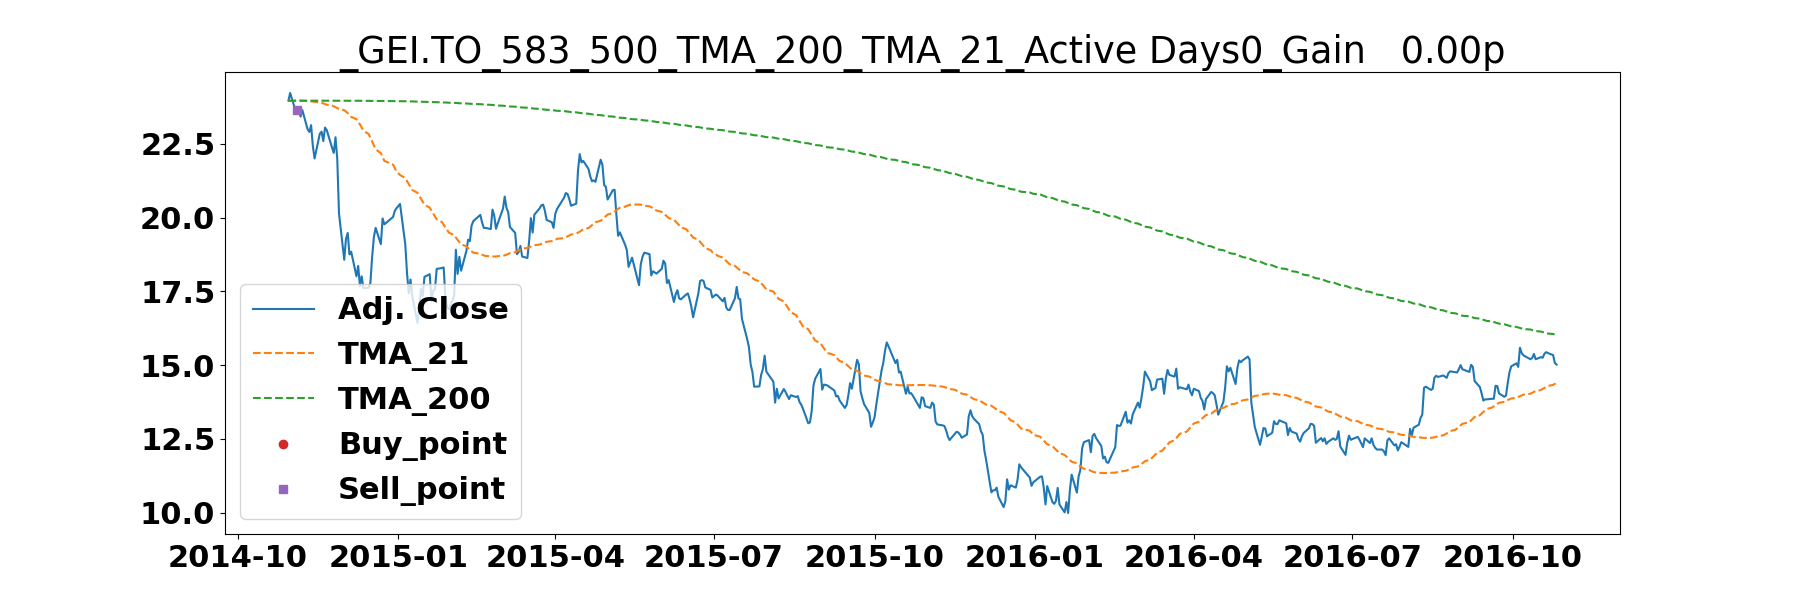 _GEI.TO_583_500_TMA_200_TMA_21_Active Days0_Gain   0.00p
22.5
20.0
17.5
15.0
12.5
10.0
Adj. Close
TMA_21
TMA_200
Buy_point
Sell_point
2014-10 2015-01 2015-04 2015-07 2015-10 2016-01 2016-04 2016-07 2016-10